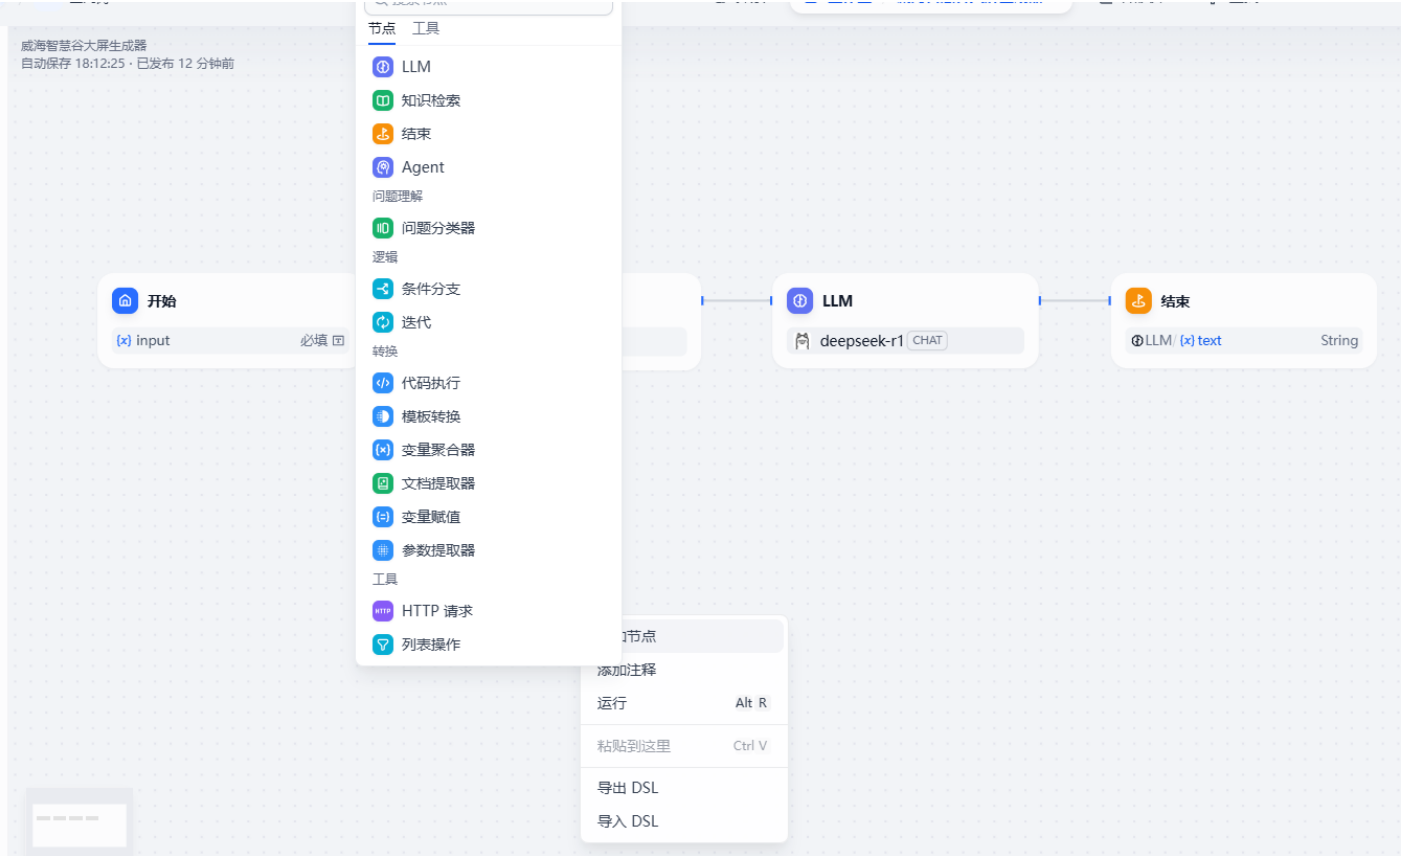 威海智慧谷大屏生成器
自动保存 18:12:25 · 已发布 12 分钟前
节点 工具
LLM
知识检索
结束
Agent
问题理解
问题分类器
逻辑
条件分支
迭代
转换
代码执行
模板转换
变量聚合器
文档提取器
变量赋值
参数提取器
工具
HTTP 请求
列表操作
开始
{x} input 必填
LLM
deepseek-r1 CHAT
结束
LLM / {x} text String
节点
添加注释
运行 Alt R
粘贴到这里 Ctrl V
导出 DSL
导入 DSL